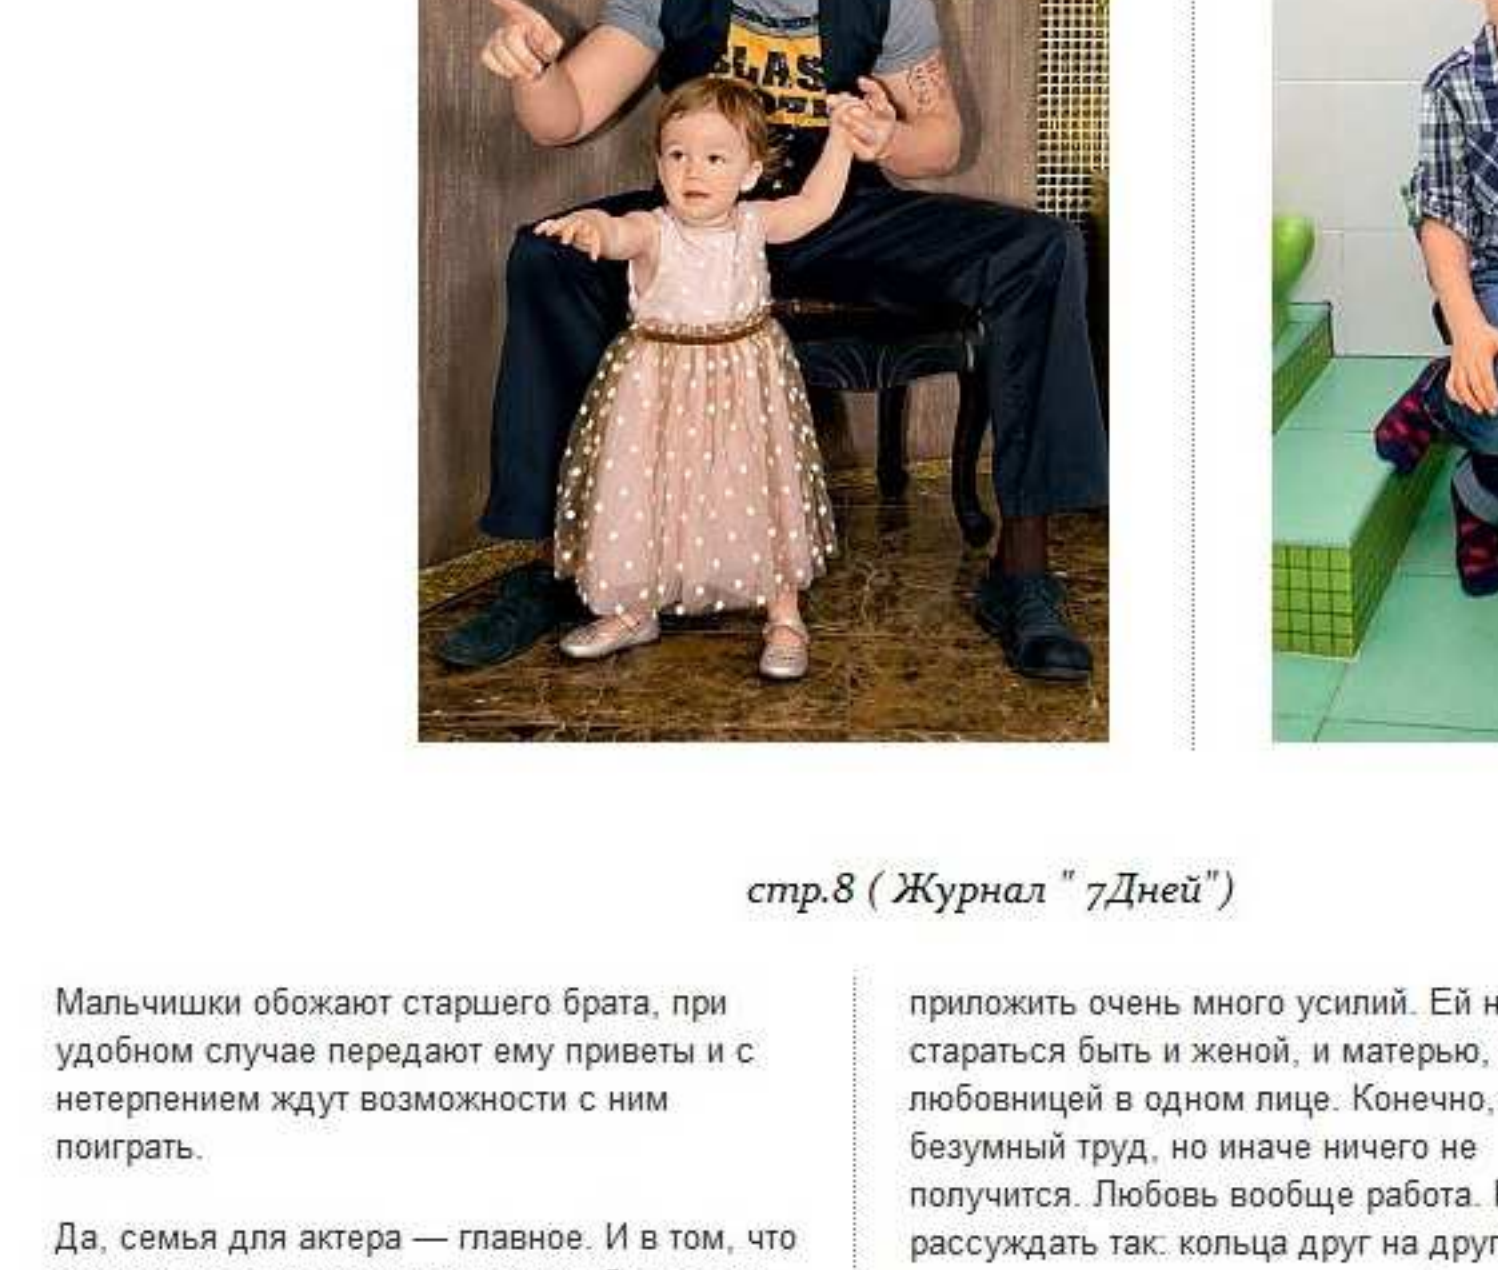 стр.8 ( Журнал " 7Дней")
Мальчишки обожают старшего брата, при
удобном случае передают ему приветы и с
нетерпением ждут возможности с ним
поиграть.
Да, семья для актера — главное. И в том, что
приложить очень много усилий. Ей
стараться быть и женой, и матерью,
любовницей в одном лице. Конечно,
безумный труд, но иначе ничего не
получится. Любовь вообще работа.
рассуждать так: кольца друг на